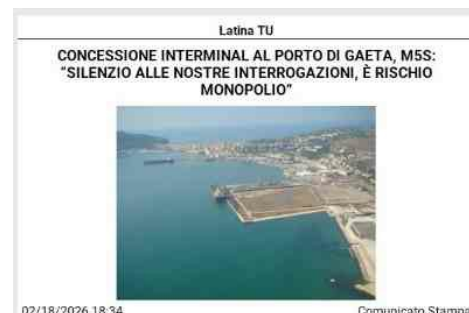 Latina TU
CONCESSIONE INTERMINAL AL PORTO DI GAETA, M5S:
“SILENZIO ALLE NOSTRE INTERROGAZIONI, È RISCHIO
MONOPOLIO”
02/18/2026 18:34
Comunicato Stampa